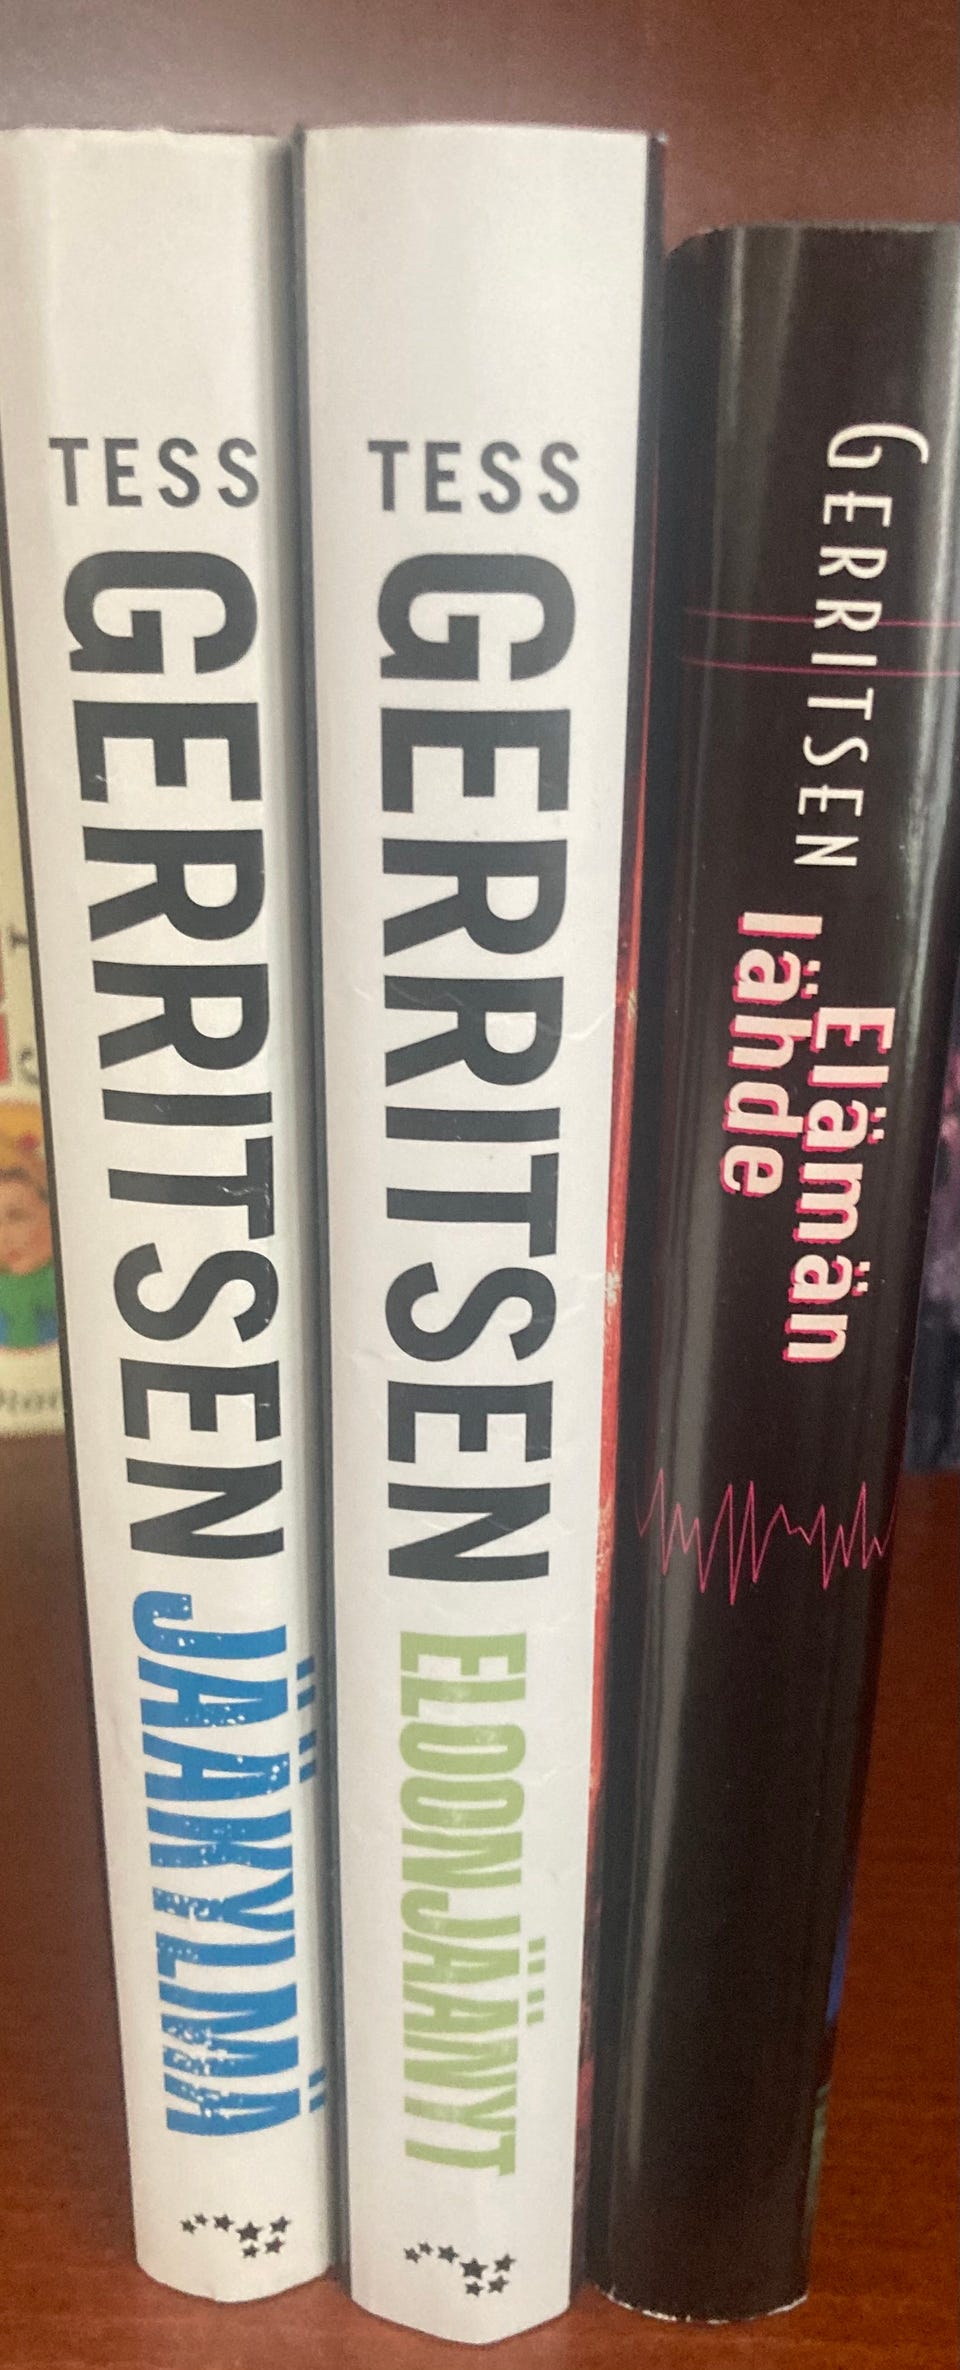 TESS
GERRITSEN JÄÄKYLMÄ
TESS
GERRITSEN ELOONJÄÄNYT
GERRITSEN
Elämän
lähde